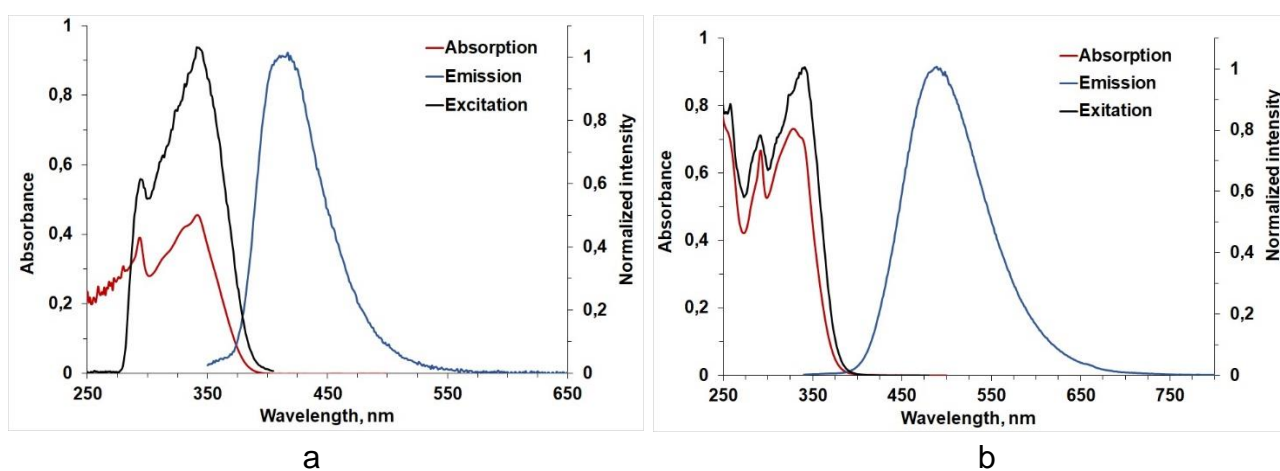 1
0,8
0,6
0,4
0,2
0
Absorbance
Absorption
Emission
Excitation
1
0,8
0,6
0,4
0,2
0
Normalized intensity
250 350 450 550 650
Wavelength, nm
a
1
0,8
0,6
0,4
0,2
0
Absorbance
Absorption
Emission
Exitation
1
0,8
0,6
0,4
0,2
0
Normalized intensity
250 350 450 550 650 750
Wavelength, nm
b